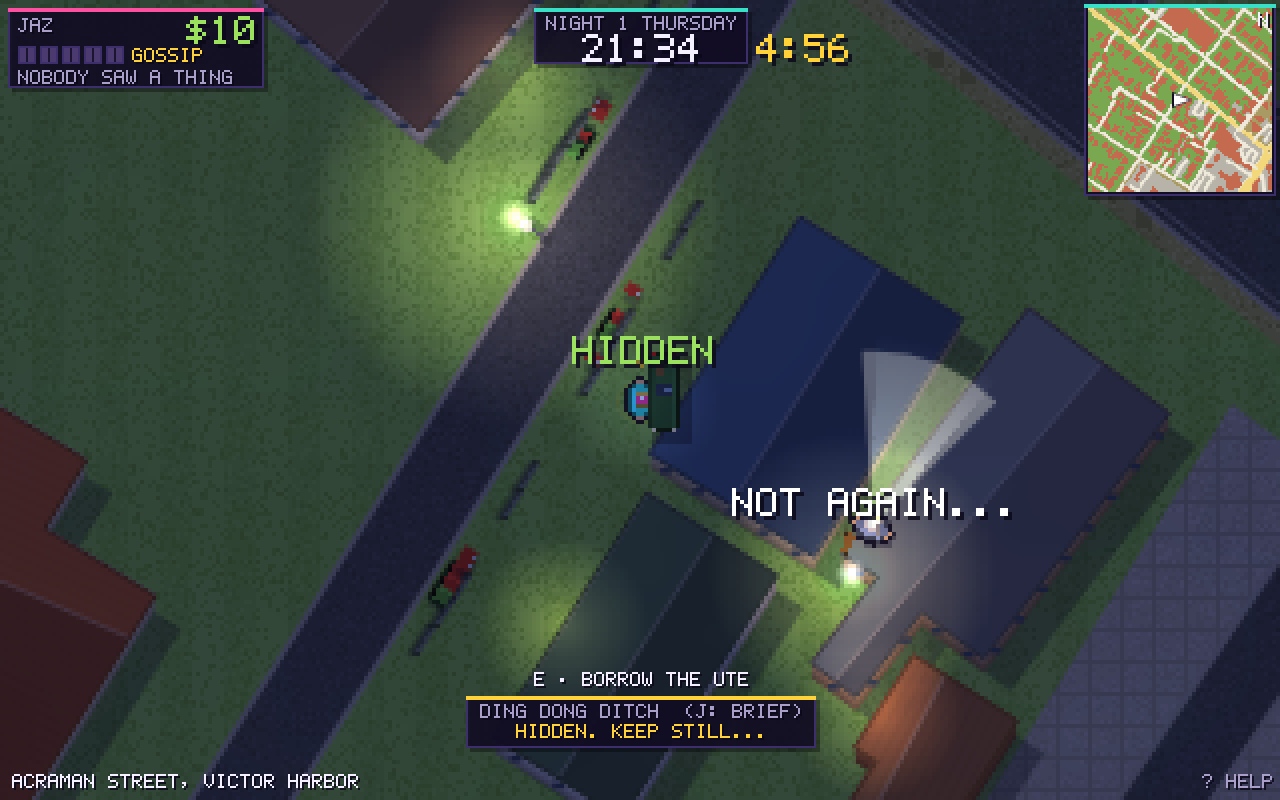 JAZ
$10
GOSSIP
NOBODY SAW A THING
NIGHT 1 THURSDAY
21:34
4:56
N
HIDDEN
NOT AGAIN...
E · BORROW THE UTE
DING DONG DITCH (J: BRIEF)
HIDDEN. KEEP STILL...
ACRAMAN STREET, VICTOR HARBOR
? HELP